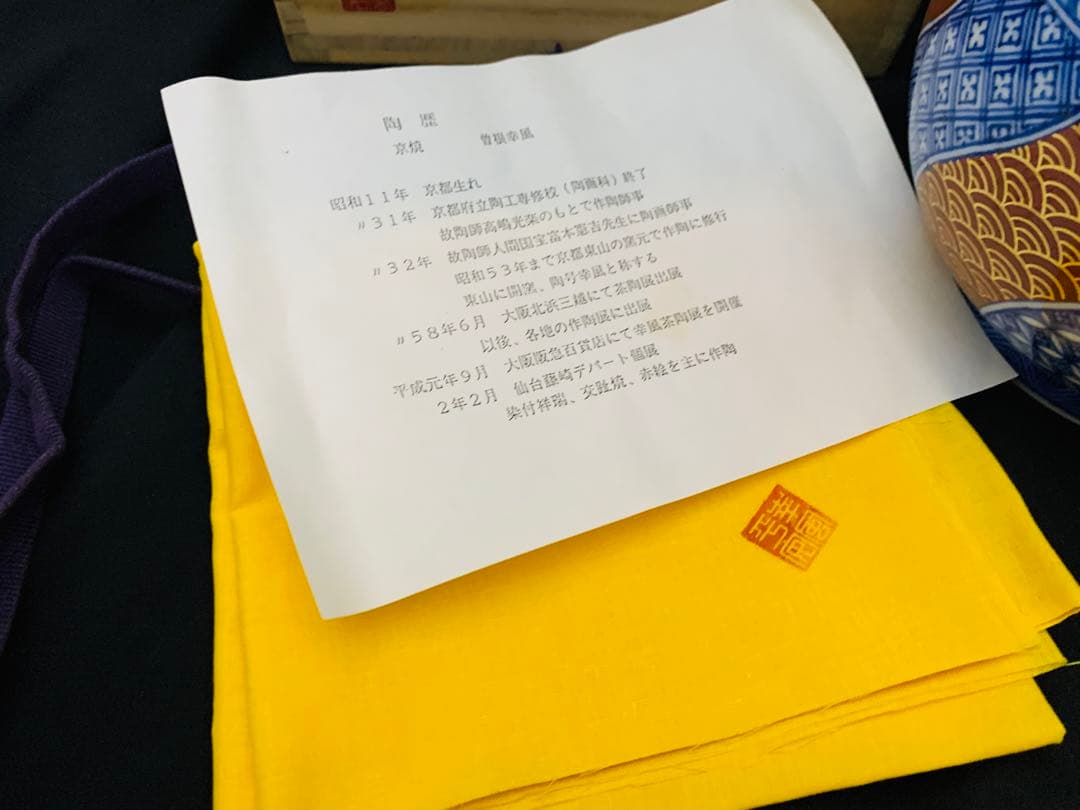 陶 歴
京焼 曽根幸風
昭和11年 京都生れ
〃31年 京都府立陶工専修校(陶画科)終了
故陶師高嶋光楽のもとで作陶師事
〃32年 故陶師人間国宝富本憲吉先生に陶画師事
昭和53年まで京都東山の窯元で作陶に修行
東山に開窯、陶号幸風と称する
〃58年6月 大阪北浜三越にて茶陶展出展
以後、各地の作陶展に出展
平成元年9月 大阪阪急百貨店にて幸風茶陶展を開催
2年2月 仙台藤崎デパート個展
染付祥瑞、交趾焼、赤絵を主に作陶